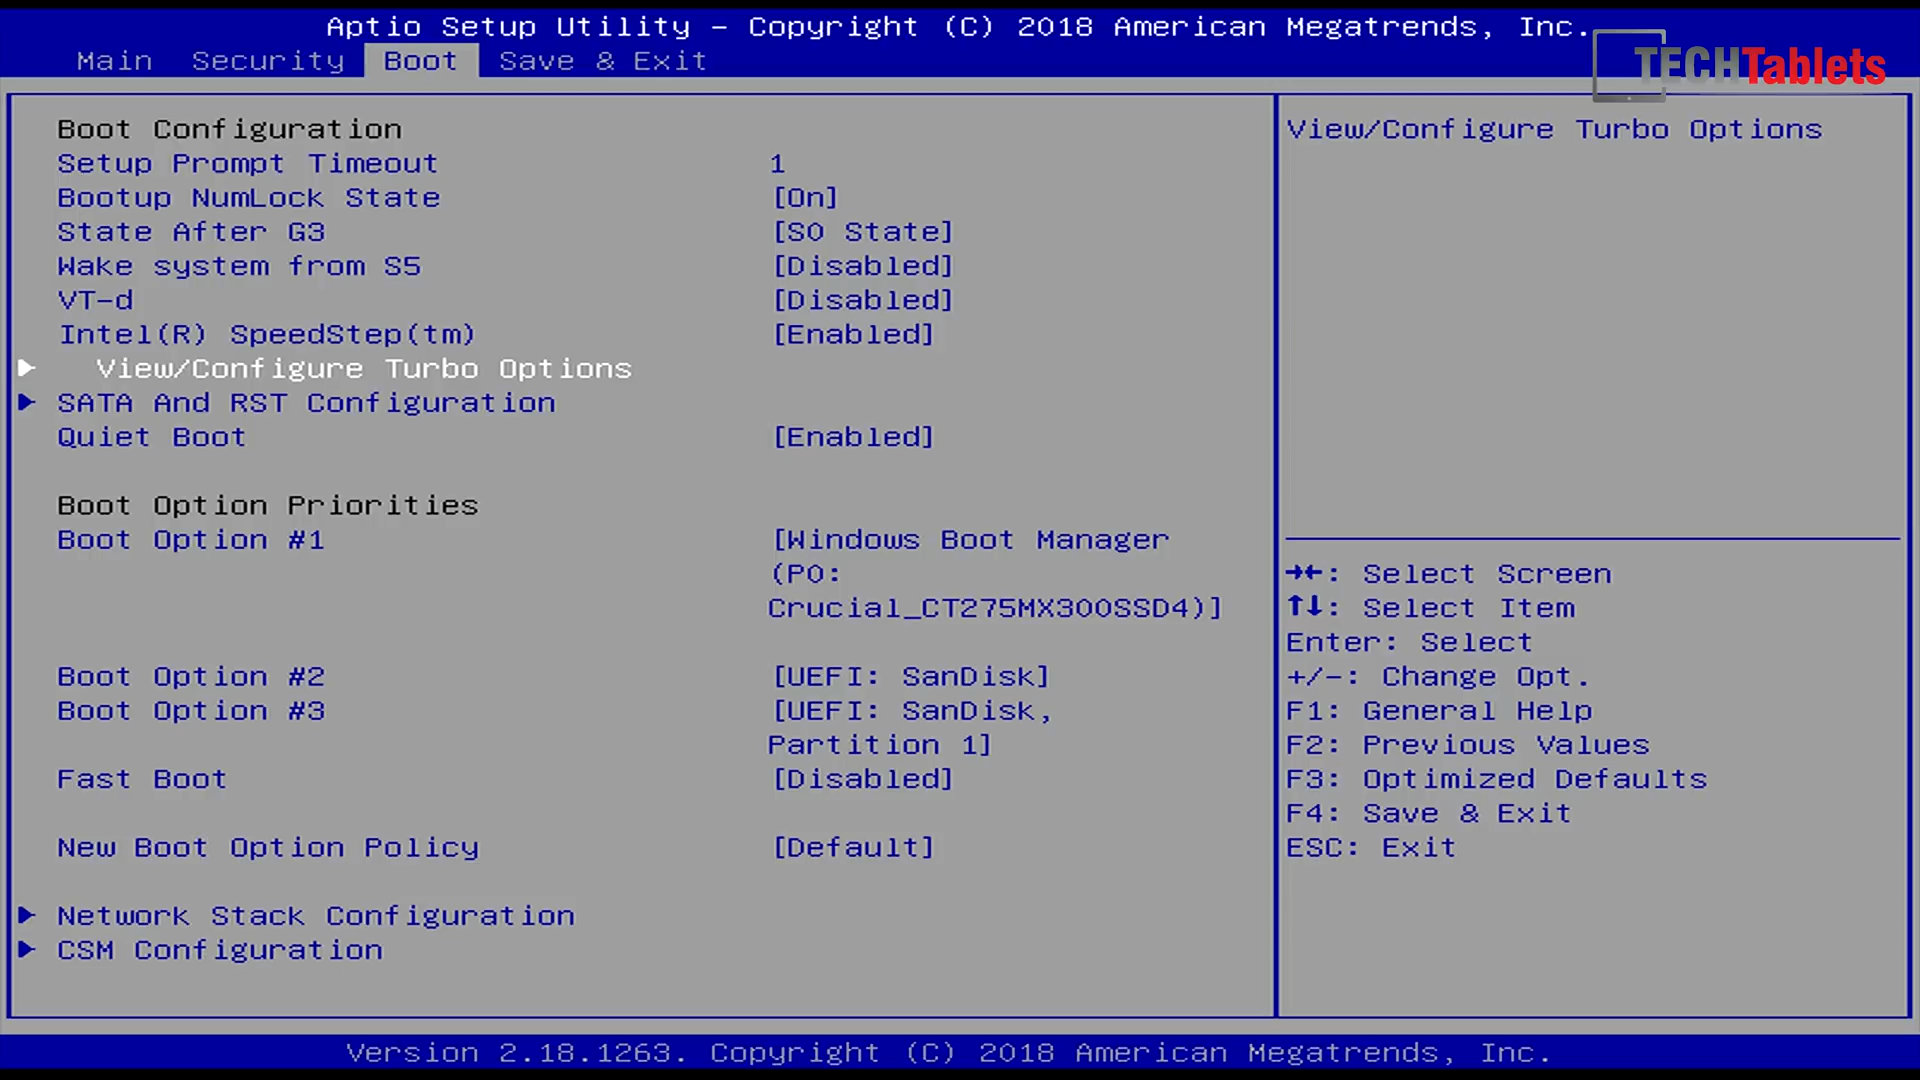 Aptio Setup Utility – Copyright (C) 2018 American Megatrends, Inc.
TECHTablets
Main Security Boot Save & Exit
Boot Configuration
Setup Prompt Timeout 1
Bootup NumLock State [On]
State After G3 [S0 State]
Wake system from S5 [Disabled]
VT-d [Disabled]
Intel(R) SpeedStep(tm) [Enabled]
View/Configure Turbo Options
SATA And RST Configuration
Quiet Boot [Enabled]
Boot Option Priorities
Boot Option #1 [Windows Boot Manager
(P0:
Crucial_CT275MX300SSD4)]
Boot Option #2 [UEFI: SanDisk]
Boot Option #3 [UEFI: SanDisk,
Partition 1]
Fast Boot [Disabled]
New Boot Option Policy [Default]
Network Stack Configuration
CSM Configuration
View/Configure Turbo Options
→←: Select Screen
↑↓: Select Item
Enter: Select
+/-: Change Opt.
F1: General Help
F2: Previous Values
F3: Optimized Defaults
F4: Save & Exit
ESC: Exit
Version 2.18.1263. Copyright (C) 2018 American Megatrends, Inc.